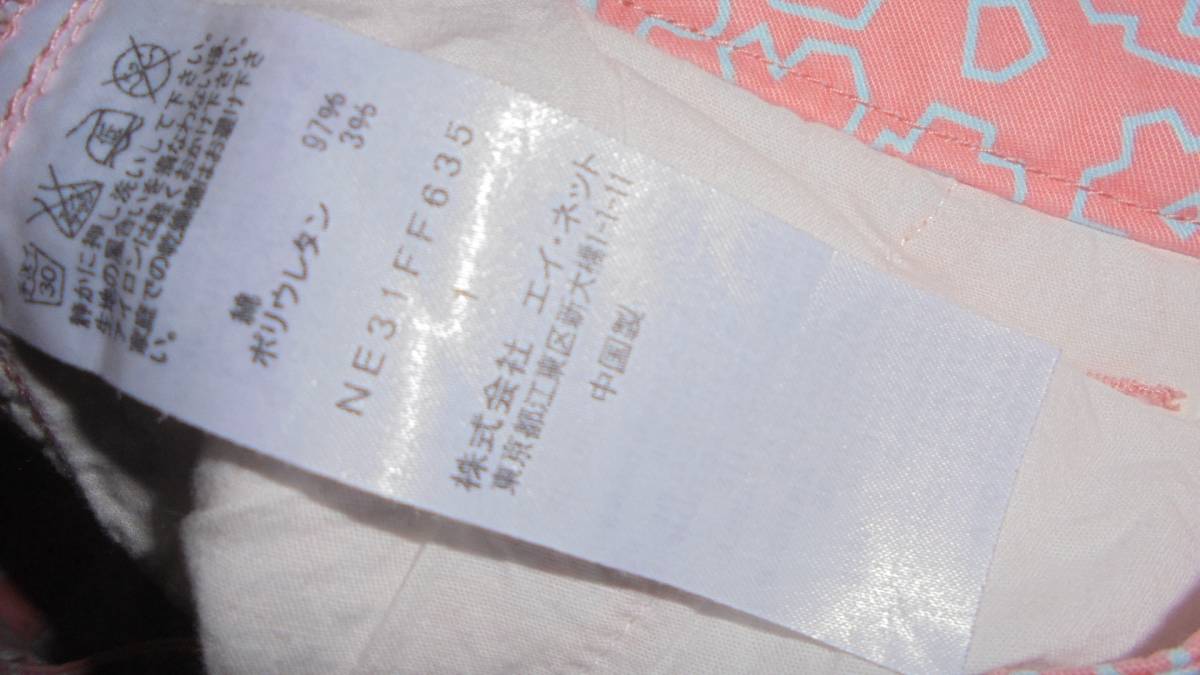 手洗イ 30
静かに押し洗いして下さい。
生地の風合いを損なわない様、
アイロンは軽くおかけ下さい。
家庭での乾燥機はお避け下さ
い。
綿 97%
ポリウレタン 3%
NE31FF635
株式会社 エイ・ネット
東京都江東区新大橋1-1-11
中国製